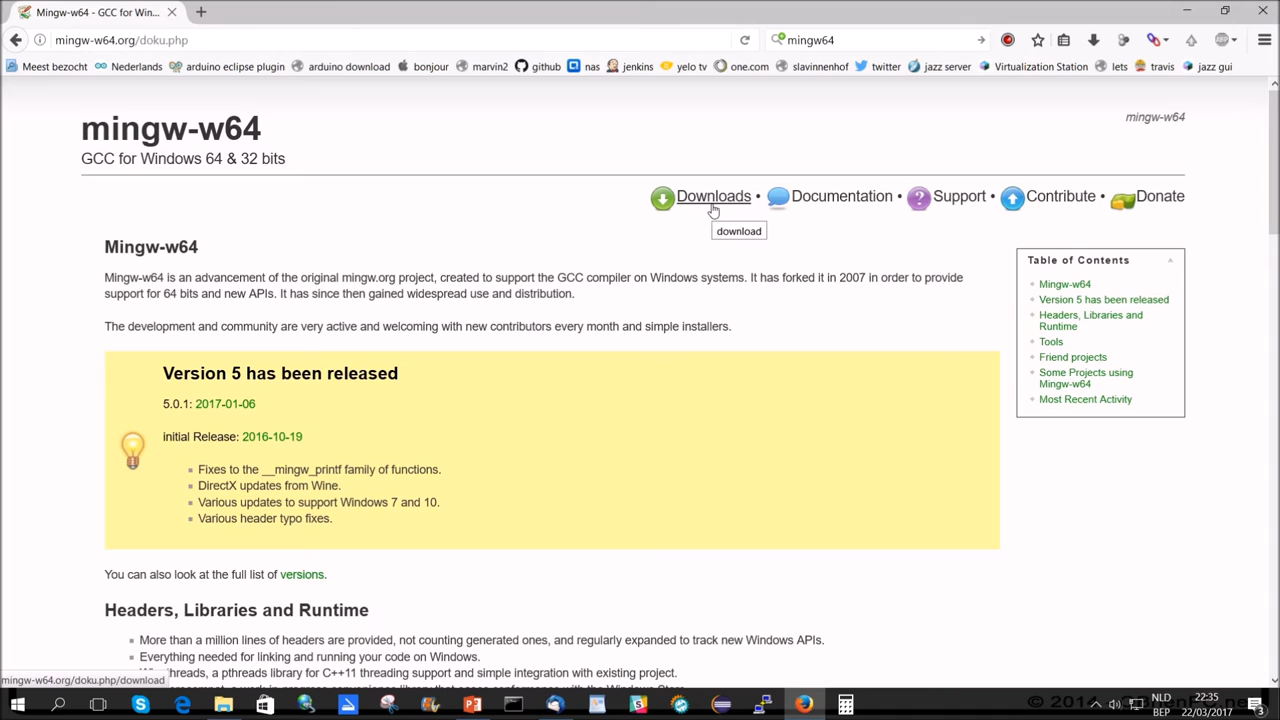 Mingw-w64 - GCC for Win...
mingw-w64.org/doku.php
mingw64
Meest bezocht
Nederlands
arduino eclipse plugin
arduino download
bonjour
marvin2
github
nas
jenkins
yelo tv
one.com
slavinnenhof
twitter
jazz server
Virtualization Station
lets
travis
jazz gui
mingw-w64
mingw-w64
GCC for Windows 64 & 32 bits
Downloads • Documentation • Support • Contribute • Donate
download
Mingw-w64
Mingw-w64 is an advancement of the original mingw.org project, created to support the GCC compiler on Windows systems. It has forked it in 2007 in order to provide
support for 64 bits and new APIs. It has since then gained widespread use and distribution.
The development and community are very active and welcoming with new contributors every month and simple installers.
Version 5 has been released
5.0.1: 2017-01-06
initial Release: 2016-10-19
Fixes to the __mingw_printf family of functions.
DirectX updates from Wine.
Various updates to support Windows 7 and 10.
Various header typo fixes.
You can also look at the full list of versions.
Headers, Libraries and Runtime
More than a million lines of headers are provided, not counting generated ones, and regularly expanded to track new Windows APIs.
Everything needed for linking and running your code on Windows.
threads, a pthreads library for C++11 threading support and simple integration with existing project.
Table of Contents
Mingw-w64
Version 5 has been released
Headers, Libraries and
Runtime
Tools
Friend projects
Some Projects using
Mingw-w64
Most Recent Activity
mingw-w64.org/doku.php/download
NLD
BEP
22:35
22/03/2017
3